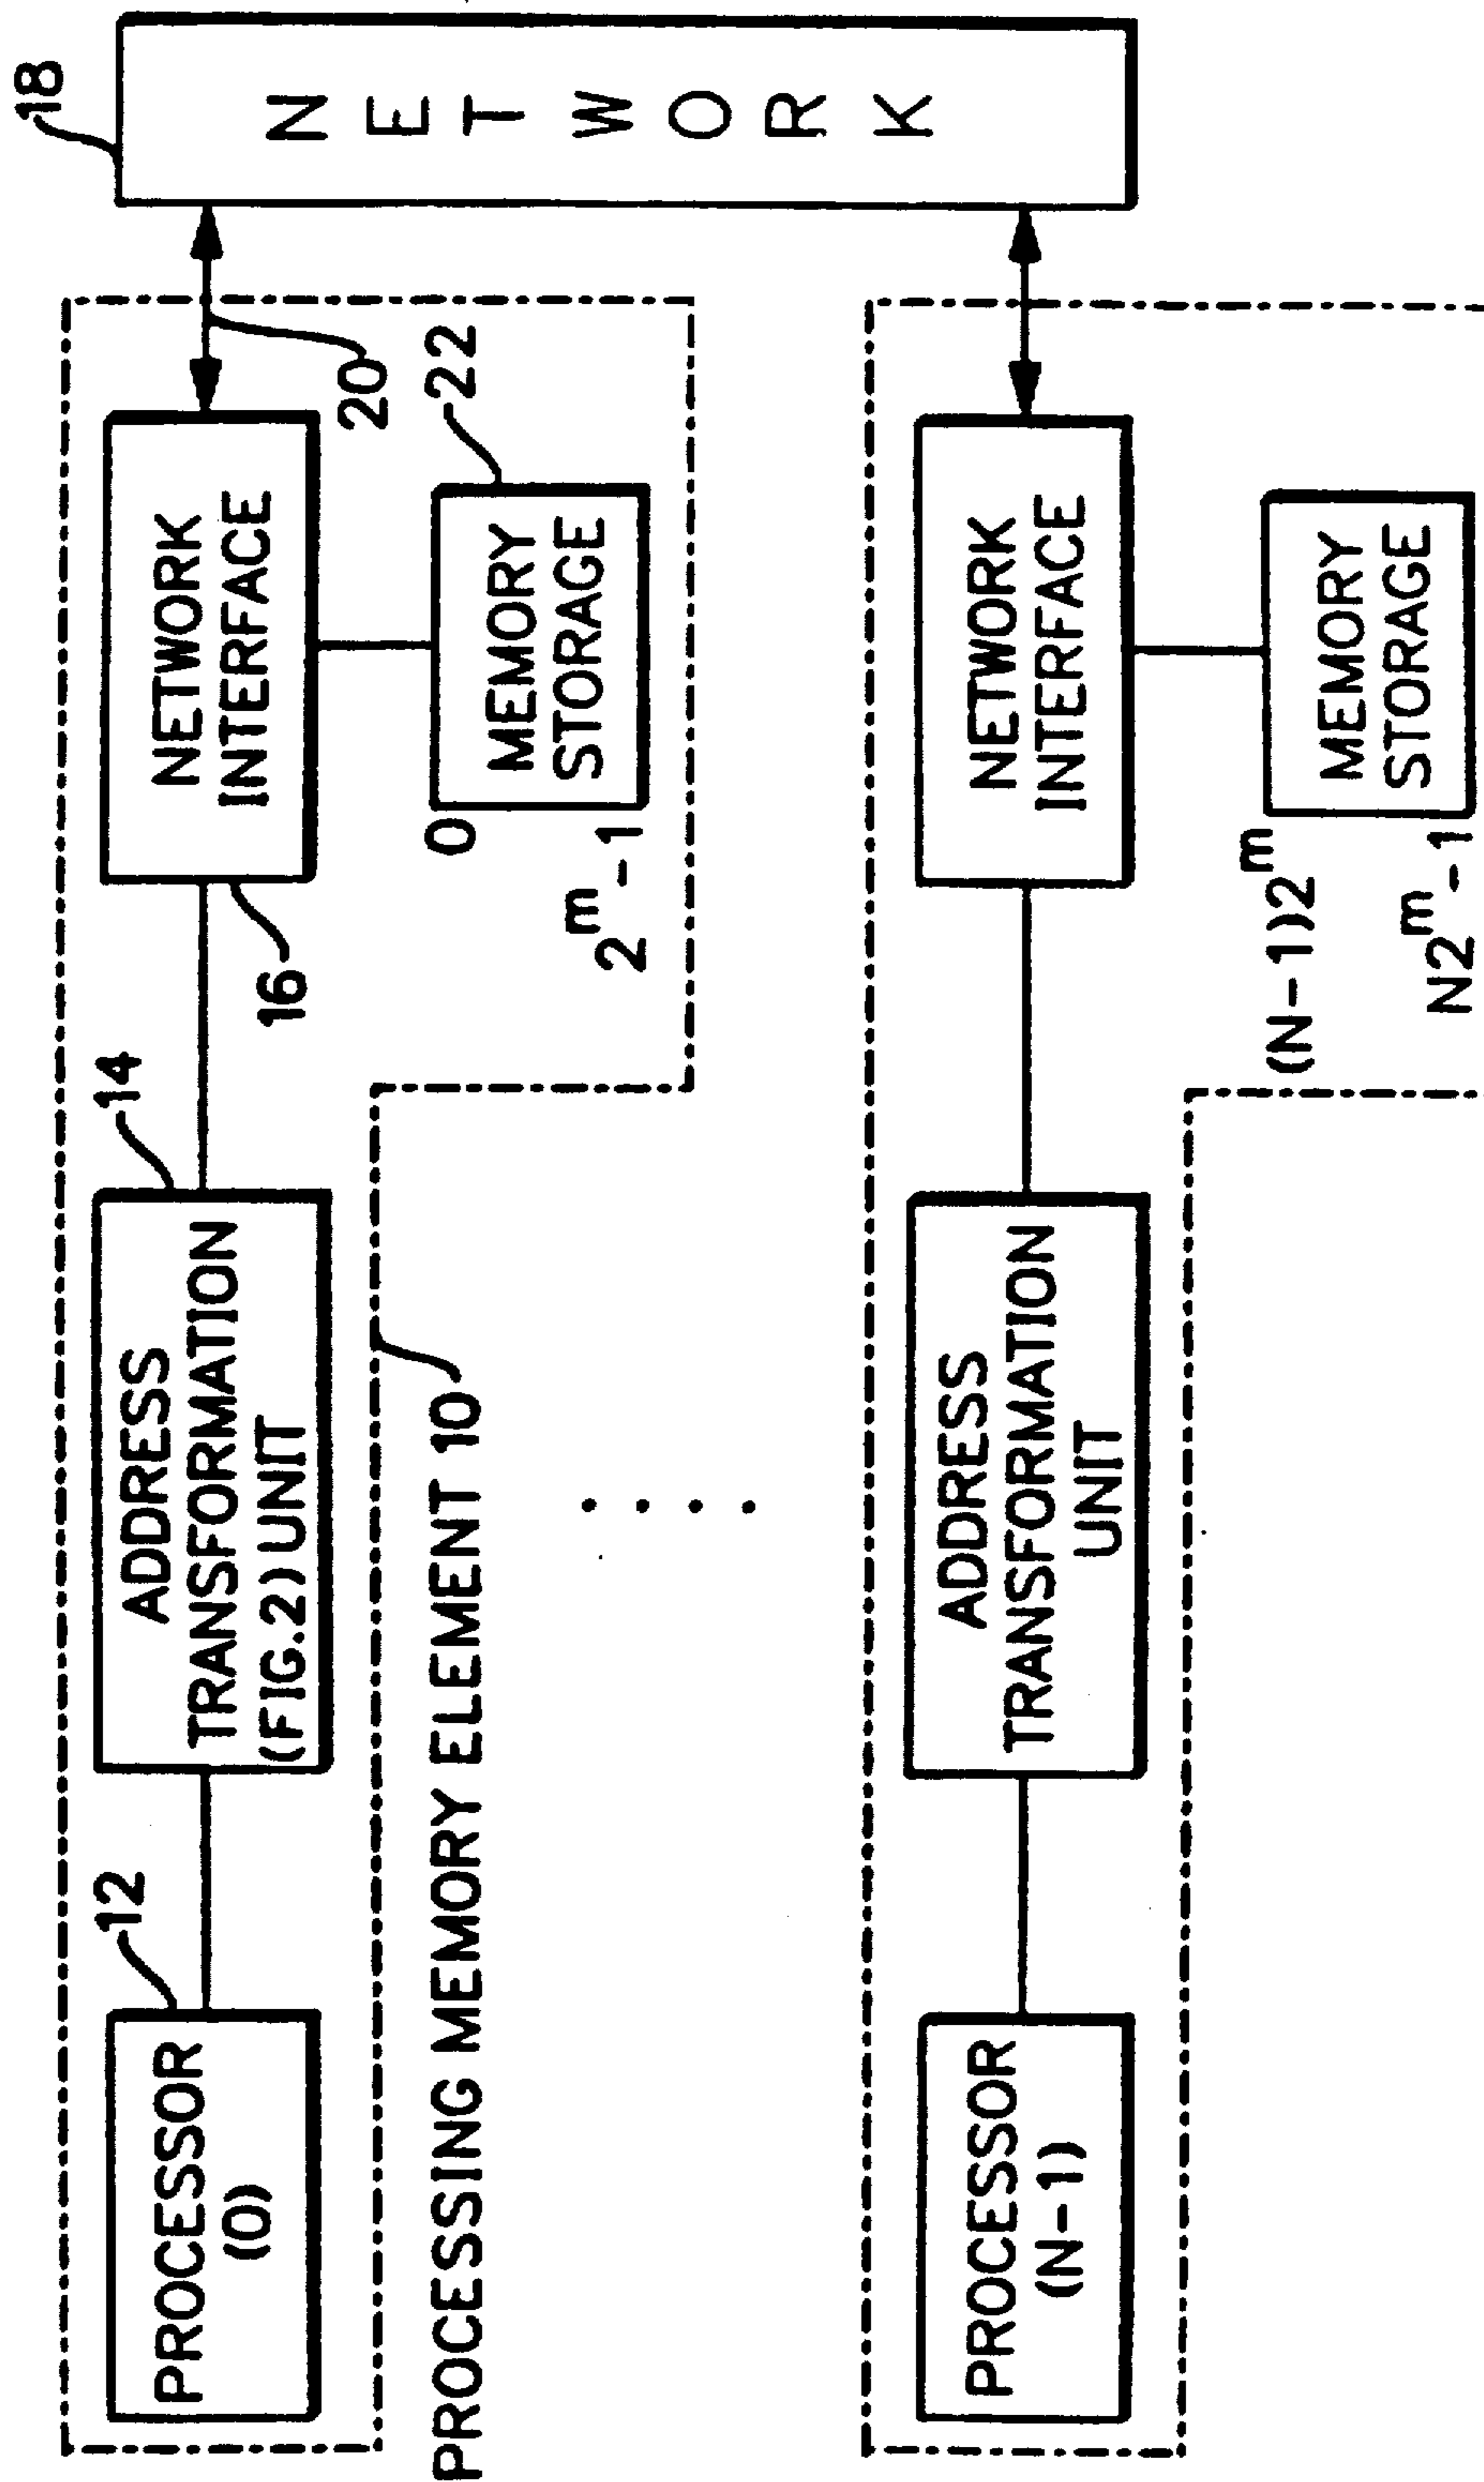 18
NETWORK
PROCESSOR
(0)
12
ADDRESS
TRANSFORMATION
(FIG.2) UNIT
14
NETWORK
INTERFACE
16
20
22
MEMORY
STORAGE
0
2^m-1
PROCESSING MEMORY ELEMENT 10
. . . .
PROCESSOR
(N-1)
ADDRESS
TRANSFORMATION
UNIT
NETWORK
INTERFACE
MEMORY
STORAGE
(N-1)2^m
N2^m-1